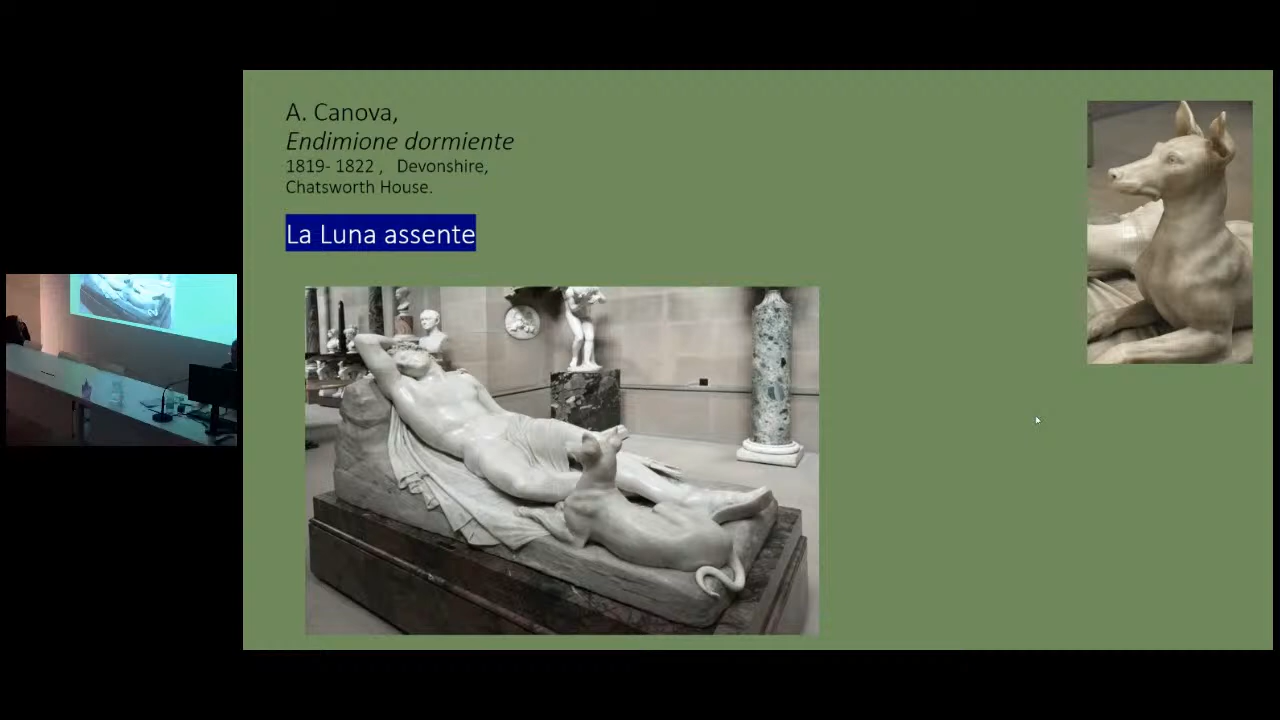 A. Canova,
Endimione dormiente
1819- 1822 ,   Devonshire,
Chatsworth House.
La Luna assente